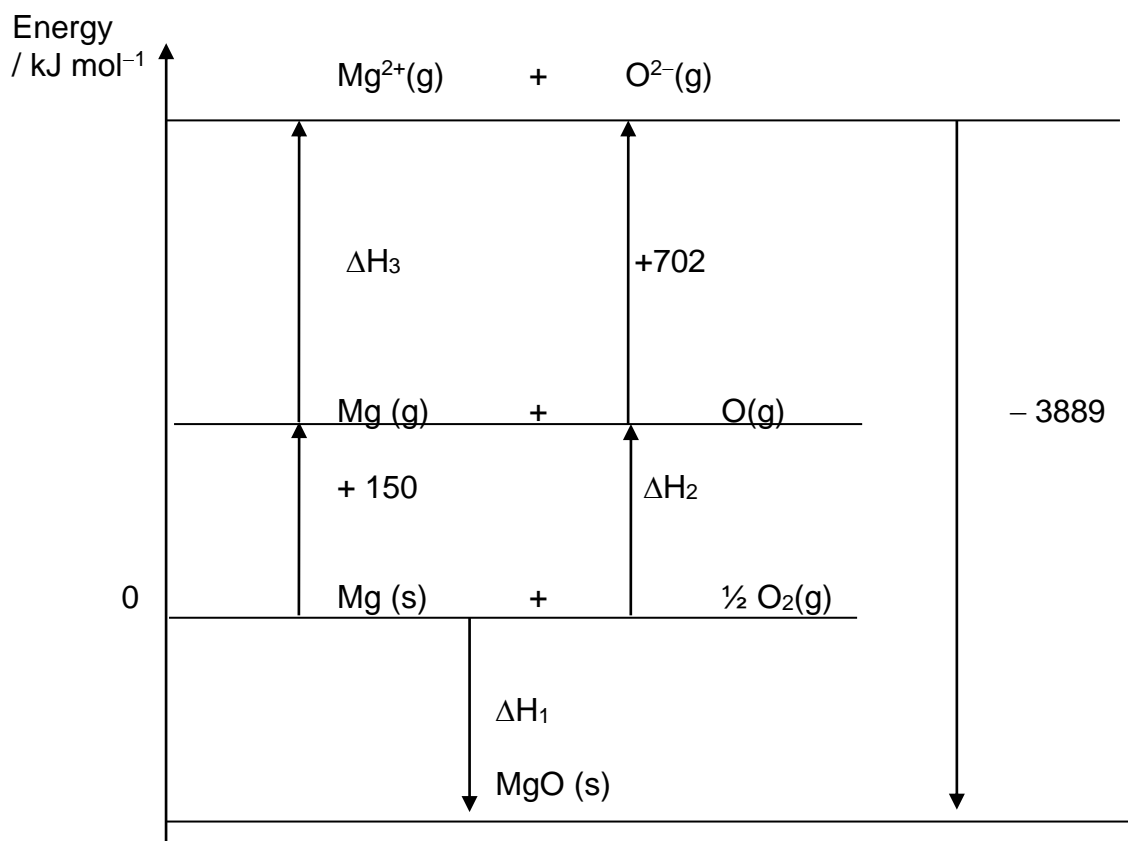 Energy
/ kJ mol⁻¹
Mg²⁺(g) + O²⁻(g)
ΔH₃ +702
Mg (g) + O(g) – 3889
+ 150 ΔH₂
0 Mg (s) + ½ O₂(g)
ΔH₁
MgO (s)